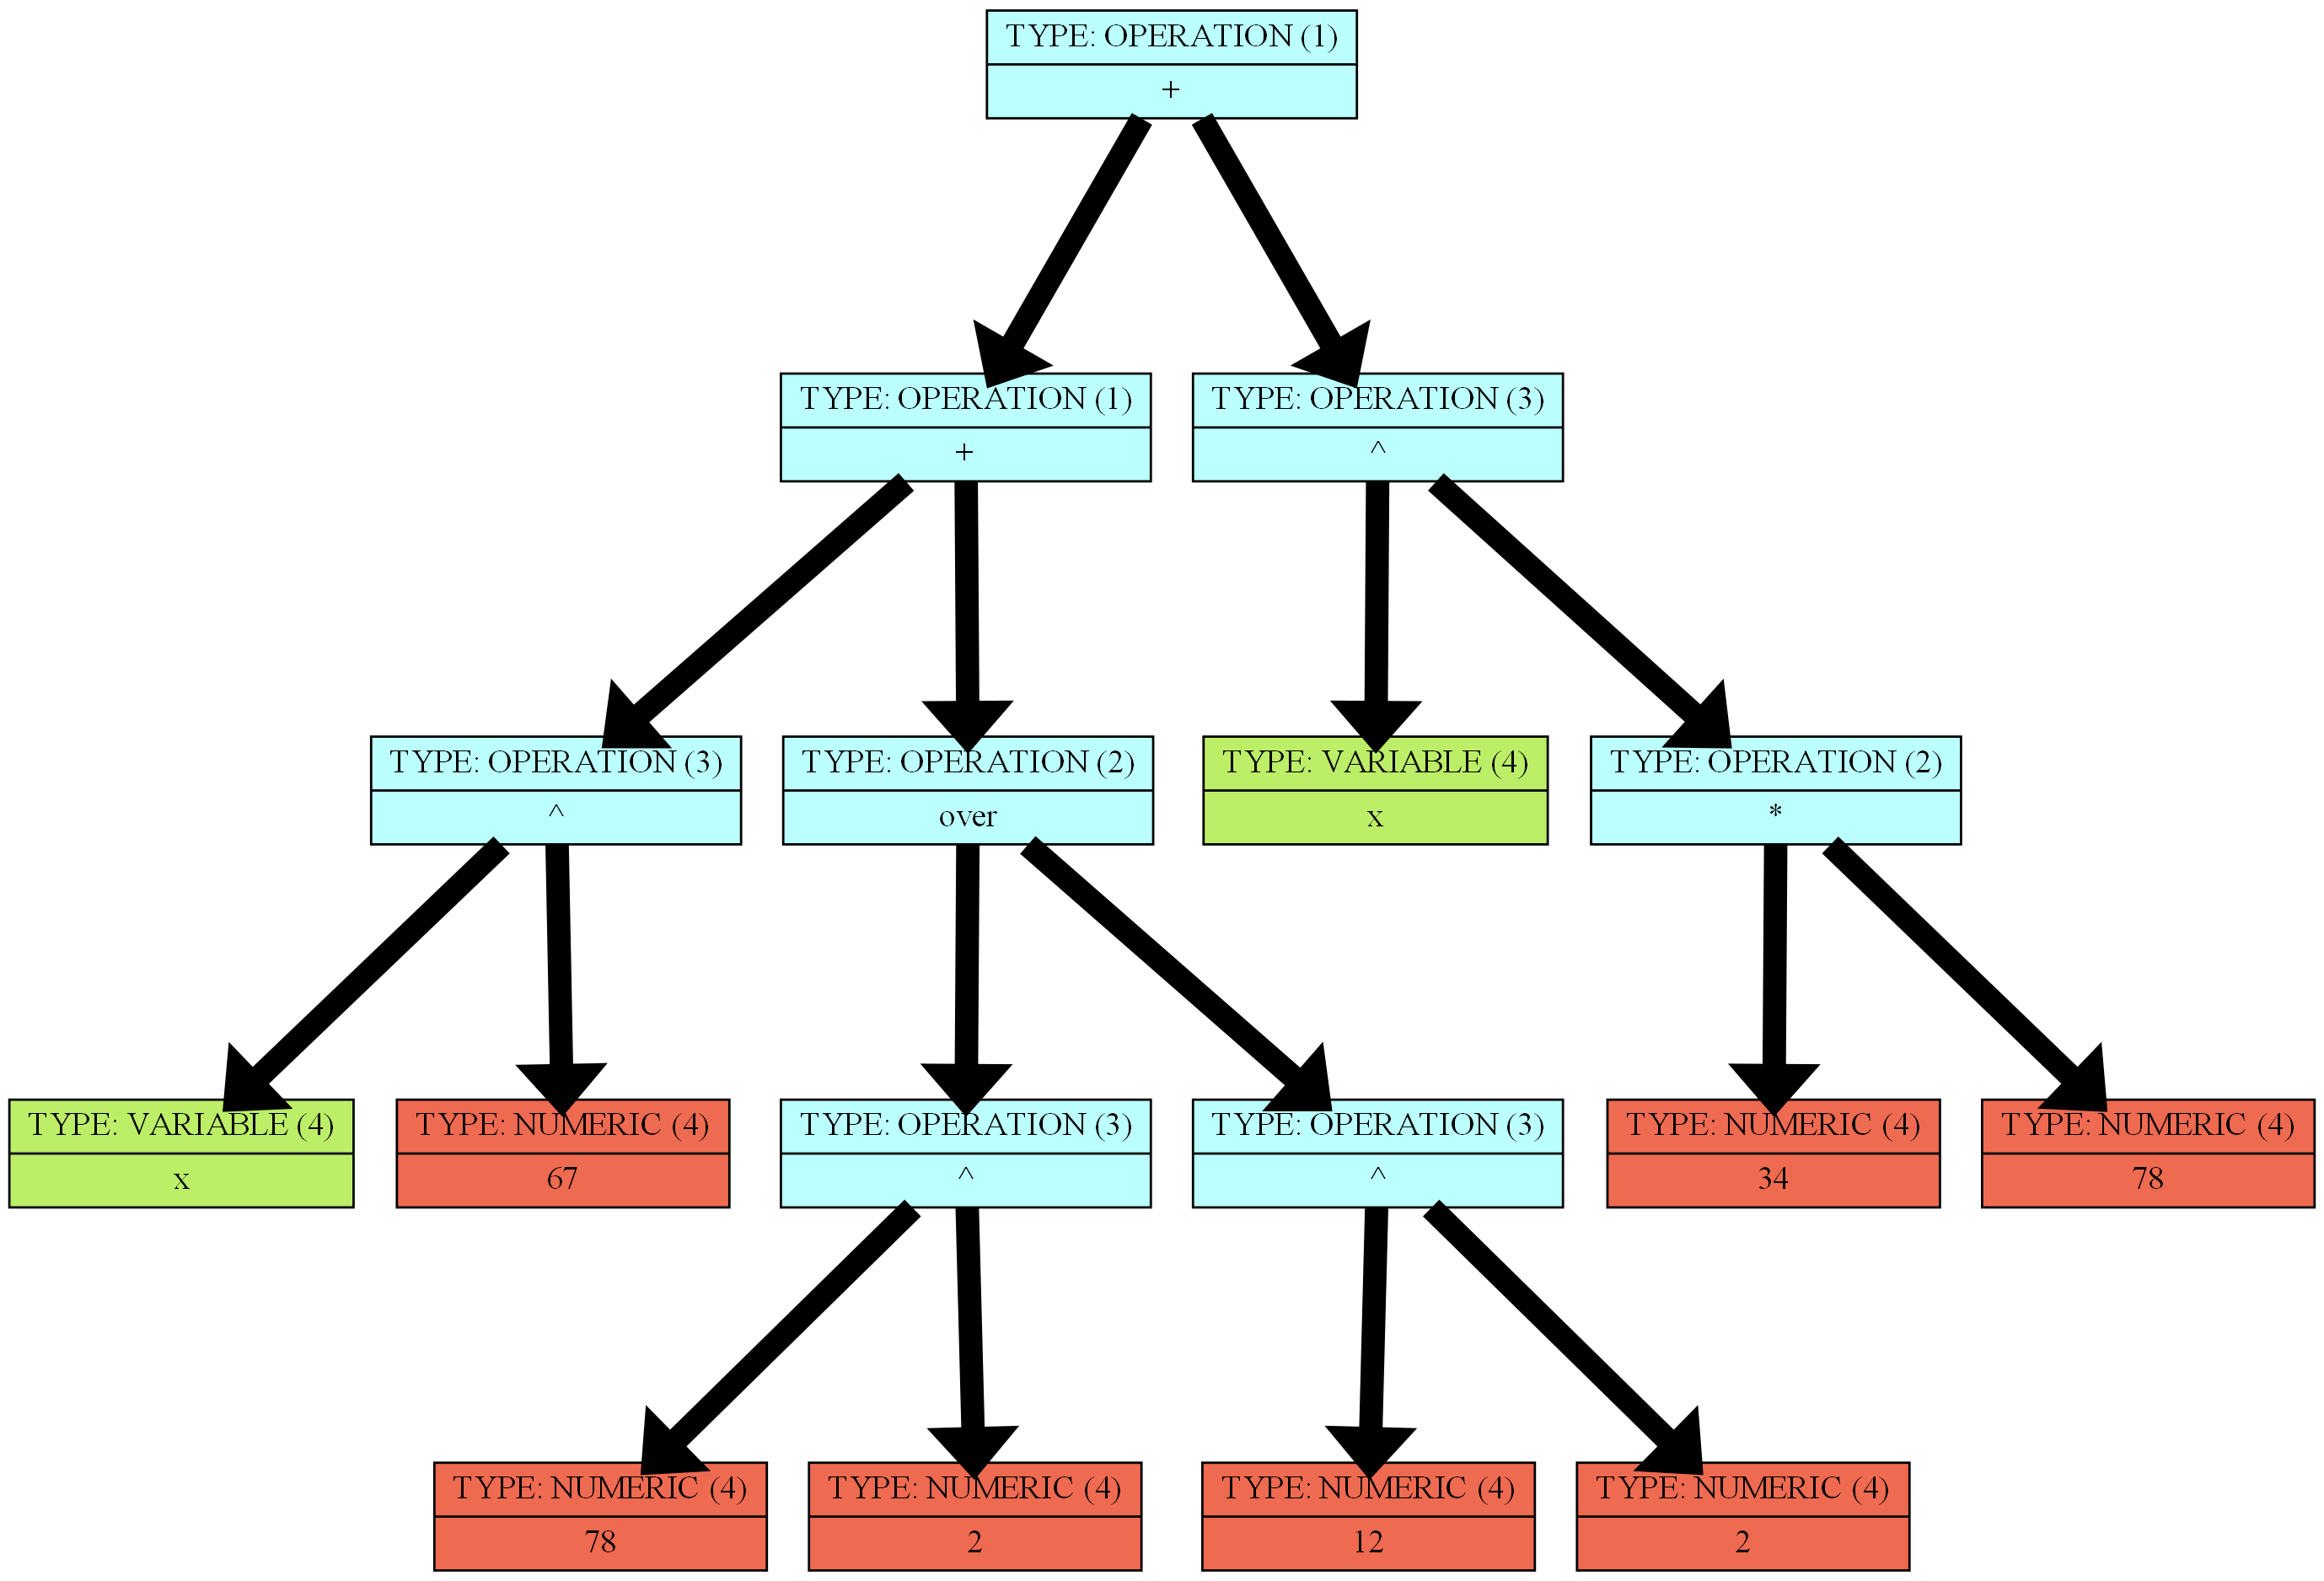 TYPE: OPERATION (1)
+
TYPE: OPERATION (1)
+
TYPE: OPERATION (3)
^
TYPE: OPERATION (3)
^
TYPE: OPERATION (2)
over
TYPE: VARIABLE (4)
x
TYPE: OPERATION (2)
*
TYPE: VARIABLE (4)
x
TYPE: NUMERIC (4)
67
TYPE: OPERATION (3)
^
TYPE: OPERATION (3)
^
TYPE: NUMERIC (4)
34
TYPE: NUMERIC (4)
78
TYPE: NUMERIC (4)
78
TYPE: NUMERIC (4)
2
TYPE: NUMERIC (4)
12
TYPE: NUMERIC (4)
2